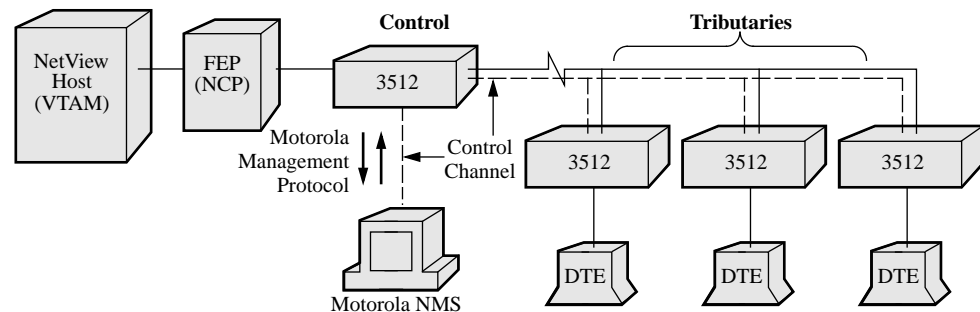 Control
Tributaries
NetView
Host
(VTAM)
FEP
(NCP)
3512
Motorola
Management
Protocol
Control
Channel
3512
3512
3512
DTE
DTE
DTE
Motorola NMS